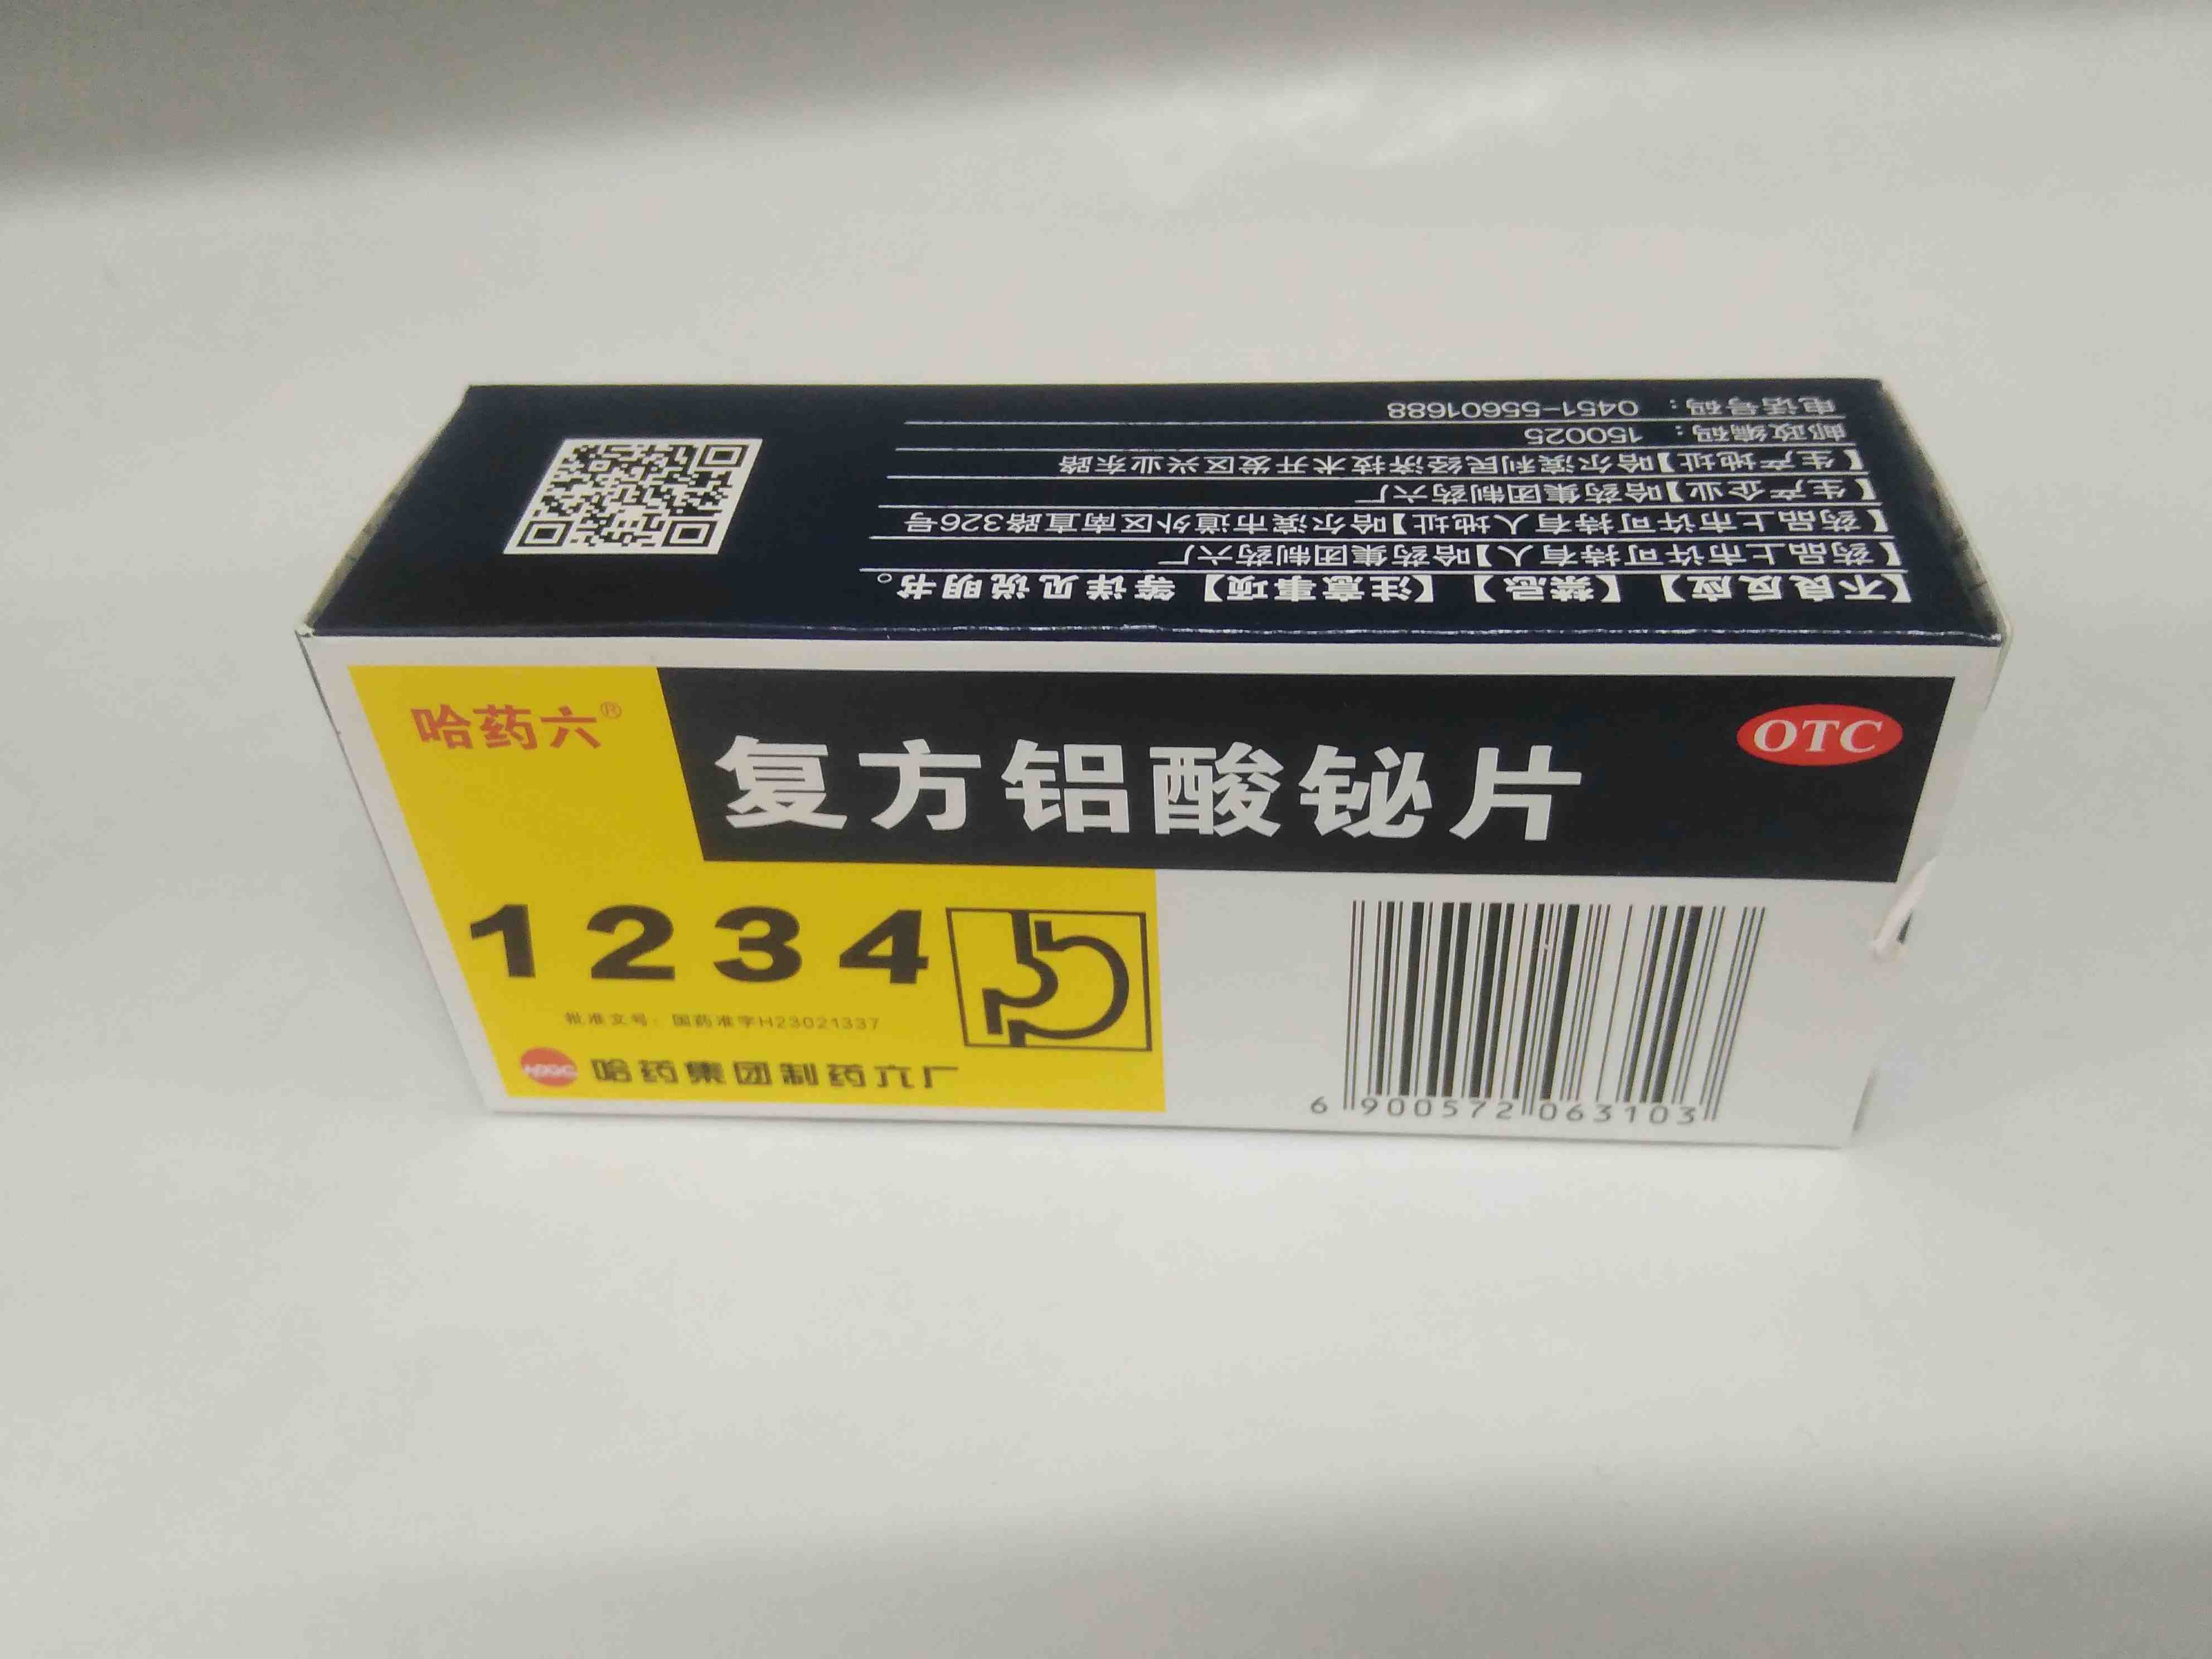 电话号码：0451-55601688
邮政编码：150025
【生产地址】哈尔滨利民经济技术开发区兴业东路
【生产企业】哈药集团制药六厂
【药品上市许可持有人地址】哈尔滨市道外区南直路326号
【药品上市许可持有人】哈药集团制药六厂
【不良反应】【禁忌】【注意事项】等详见说明书。
哈药六®
复方铝酸铋片
OTC
1234
批准文号：国药准字H23021337
哈药集团制药六厂
6 900572 063103